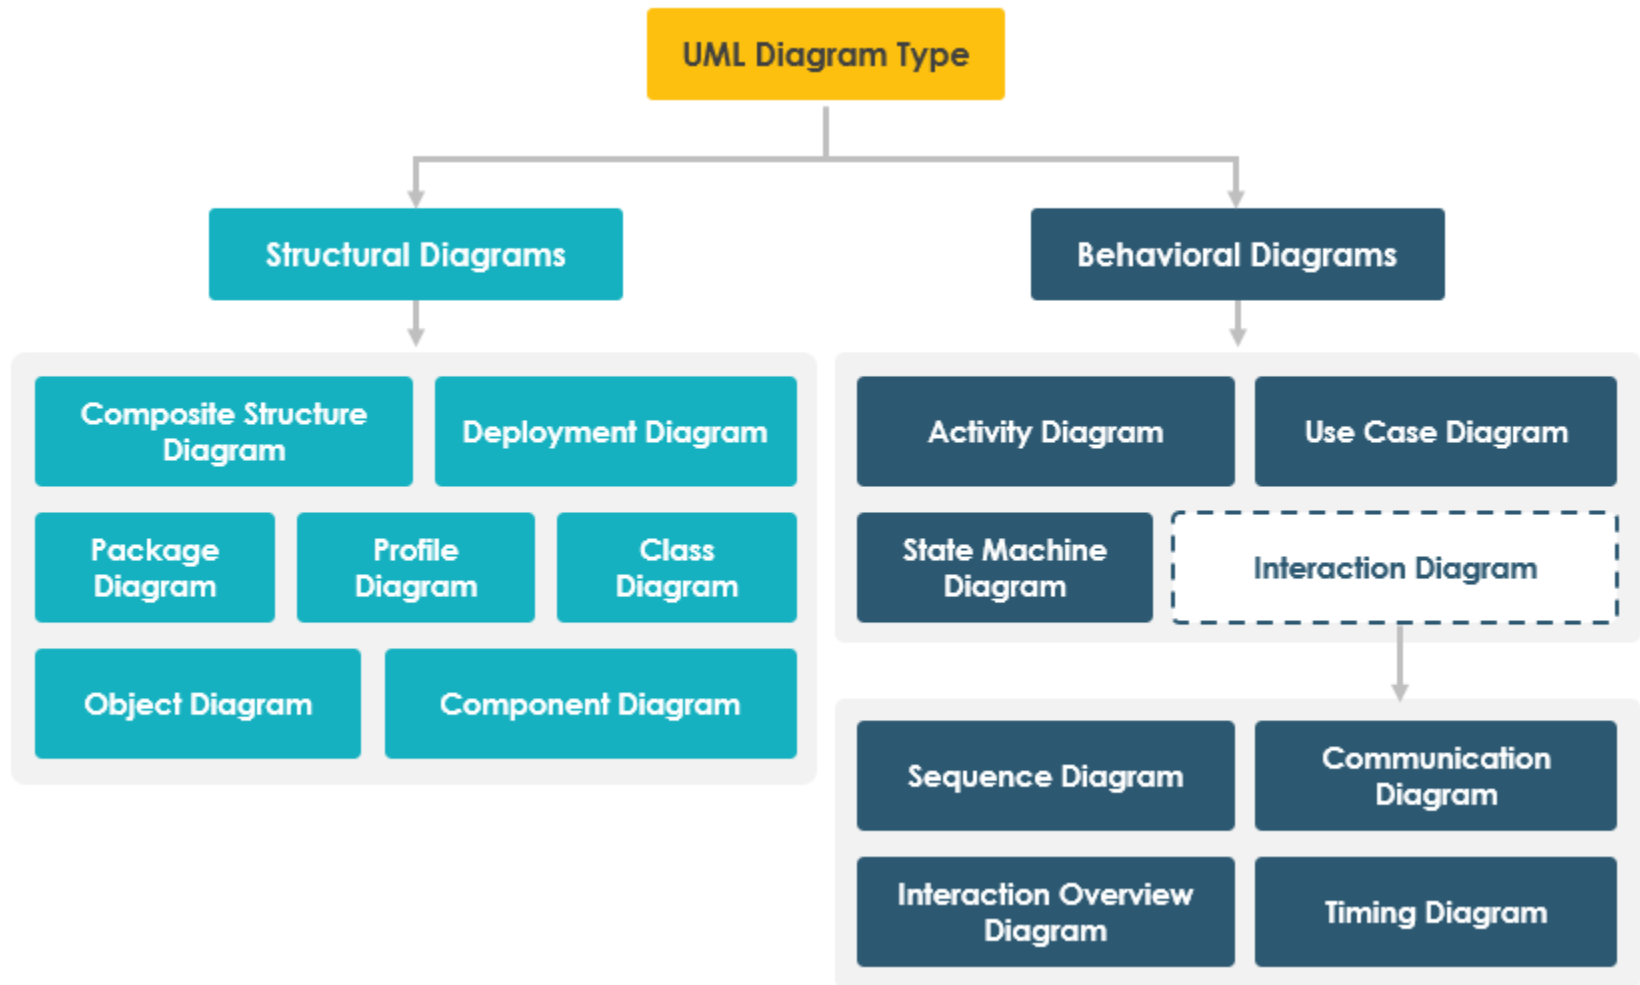 UML Diagram Type
Structural Diagrams
Behavioral Diagrams
Composite Structure
Diagram
Deployment Diagram
Package
Diagram
Profile
Diagram
Class
Diagram
Object Diagram
Component Diagram
Activity Diagram
Use Case Diagram
State Machine
Diagram
Interaction Diagram
Sequence Diagram
Communication
Diagram
Interaction Overview
Diagram
Timing Diagram